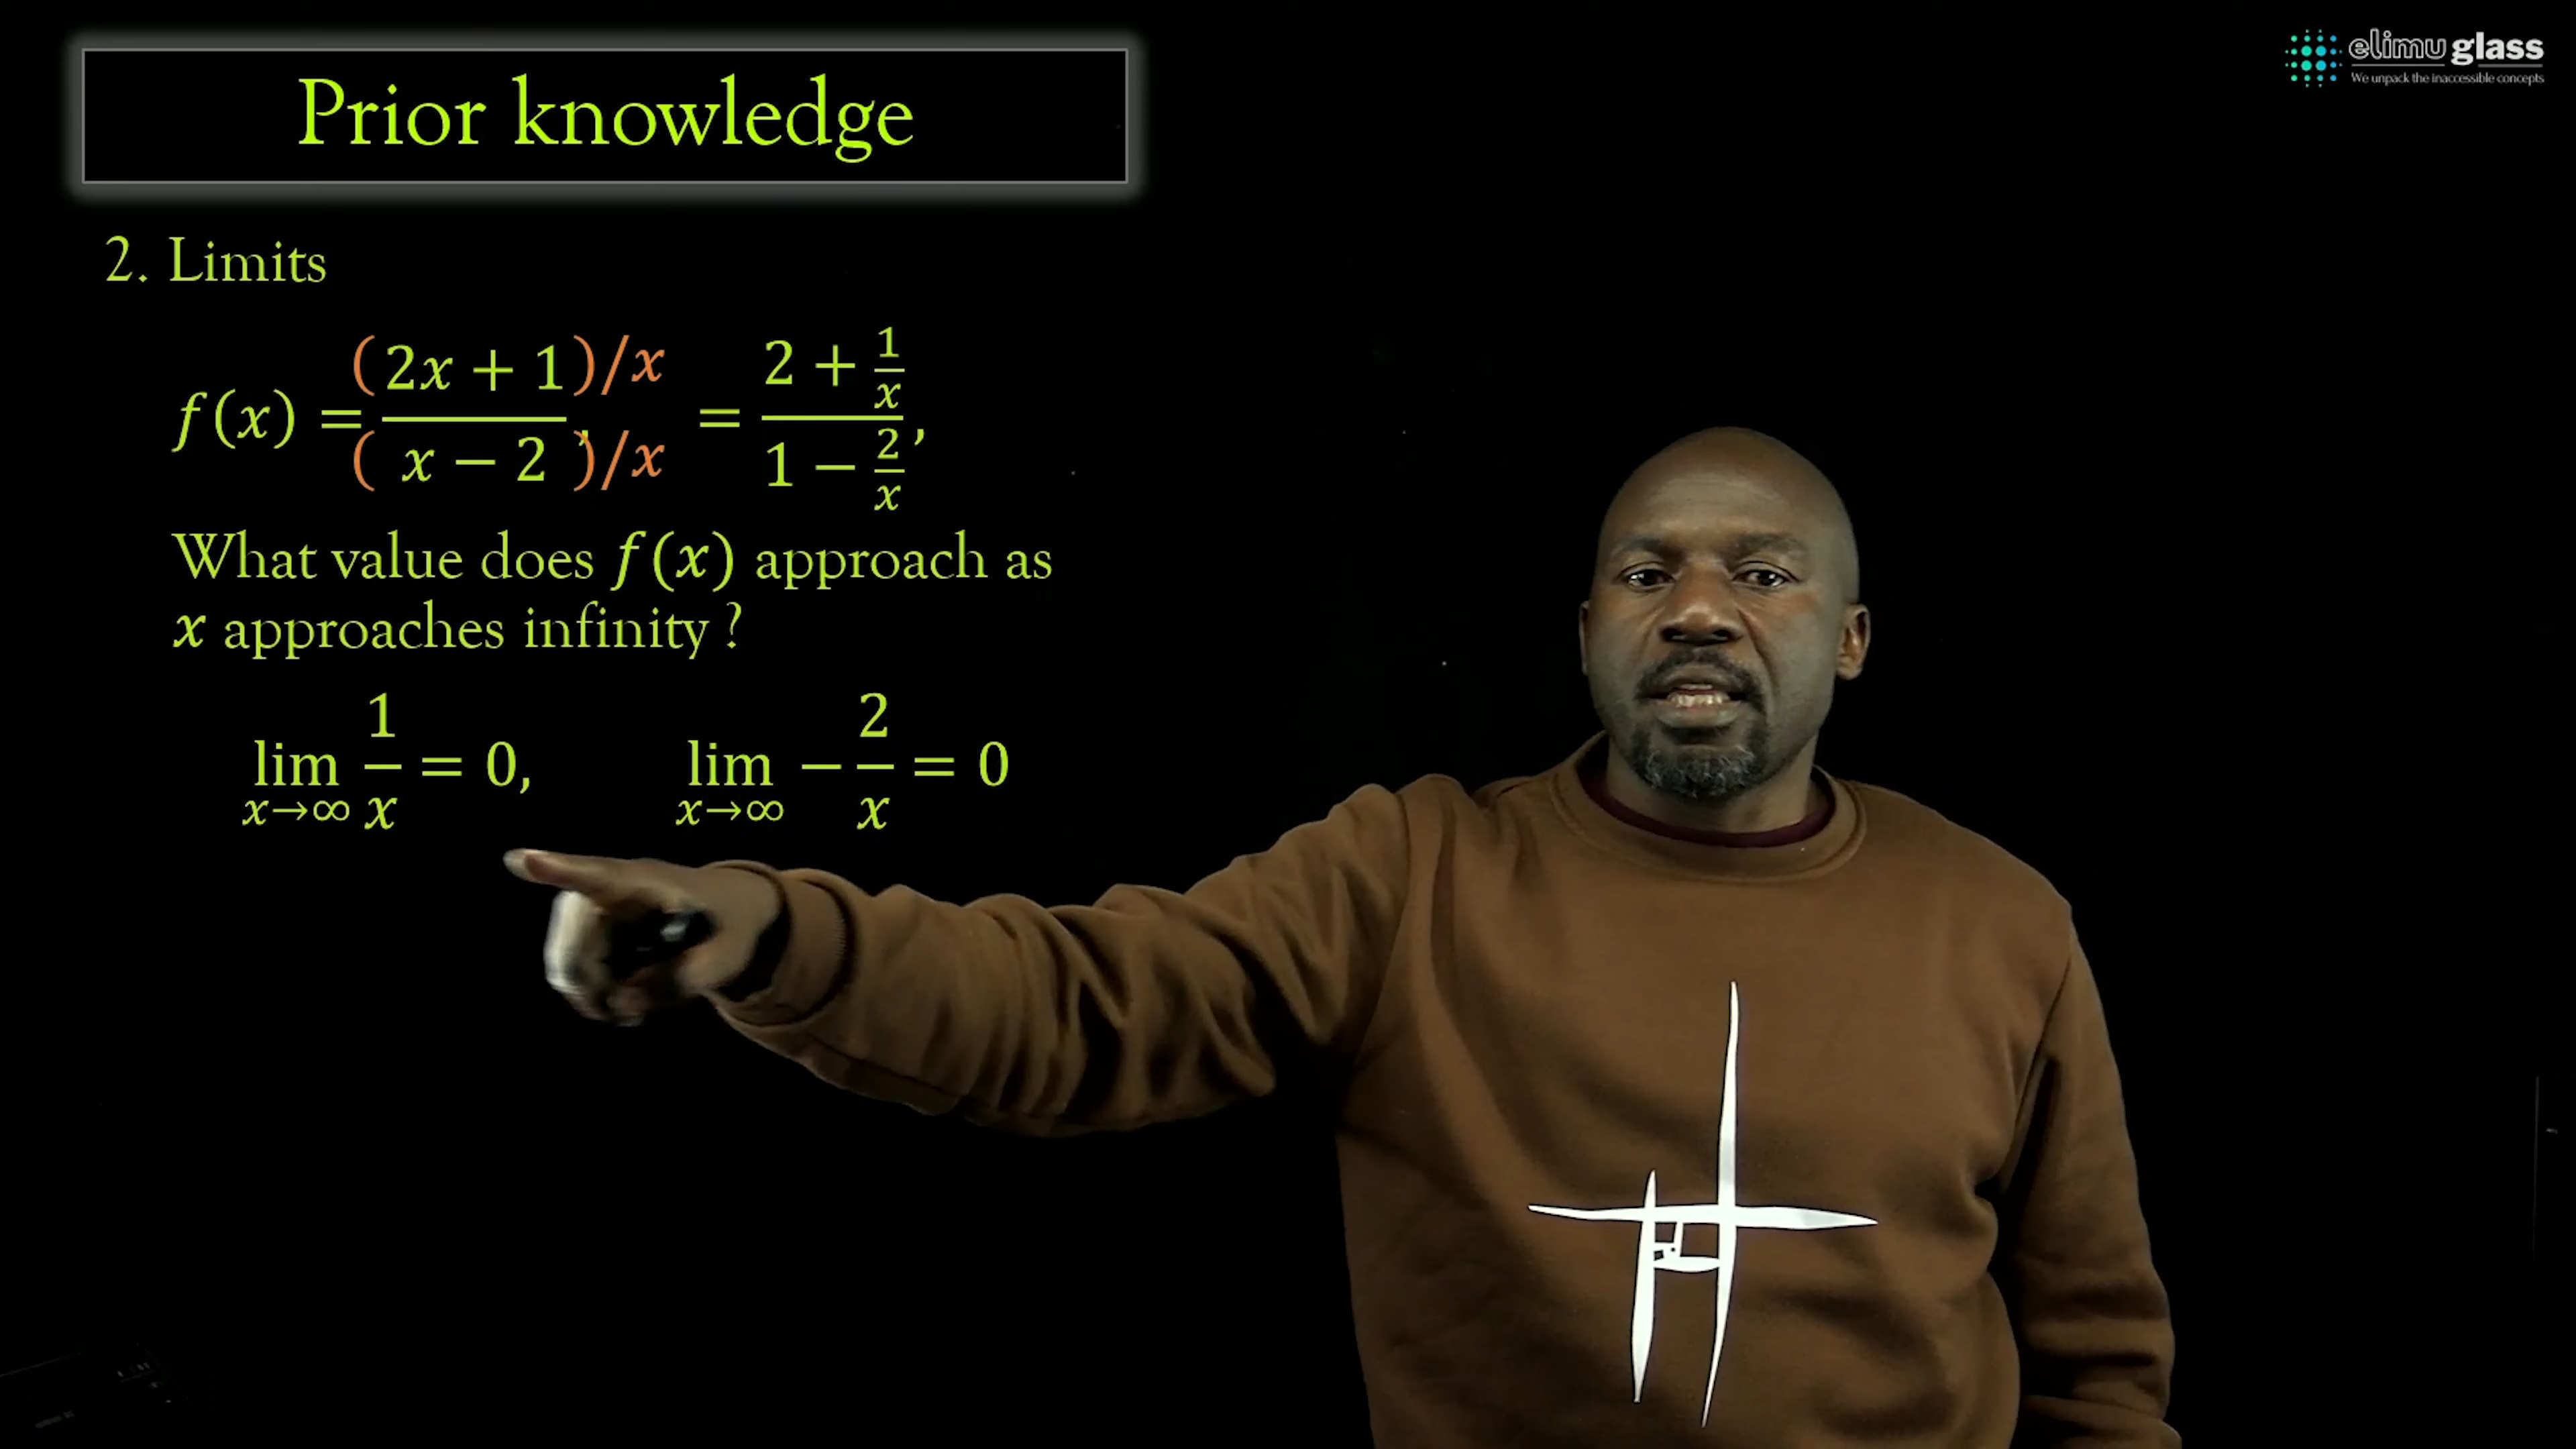 elimu glass
We unpack the inaccessible concepts
Prior knowledge
2. Limits
f(x) = (2x + 1)/x / (x − 2)/x, = 2 + 1/x / 1 − 2/x,
What value does f(x) approach as
x approaches infinity ?
lim x→∞ 1/x = 0, lim x→∞ − 2/x = 0